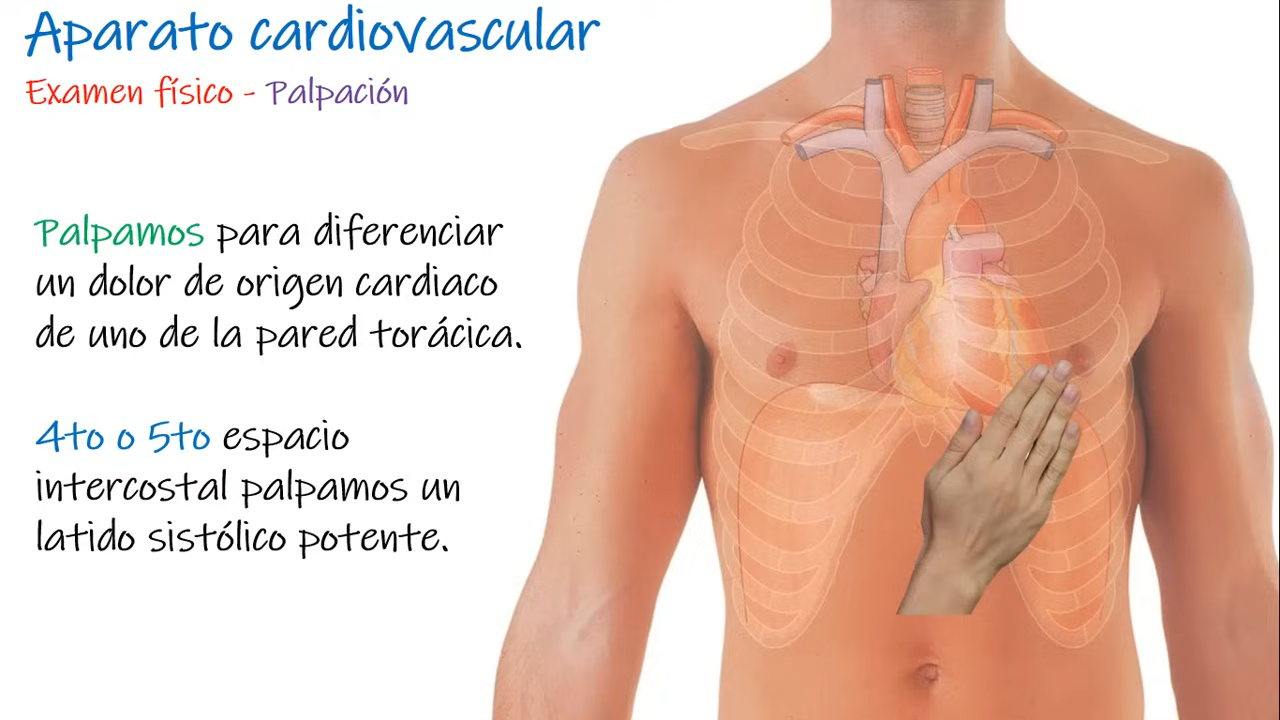 Aparato cardiovascular
Examen físico - Palpación
Palpamos para diferenciar
un dolor de origen cardiaco
de uno de la pared torácica.
4to o 5to espacio
intercostal palpamos un
latido sistólico potente.